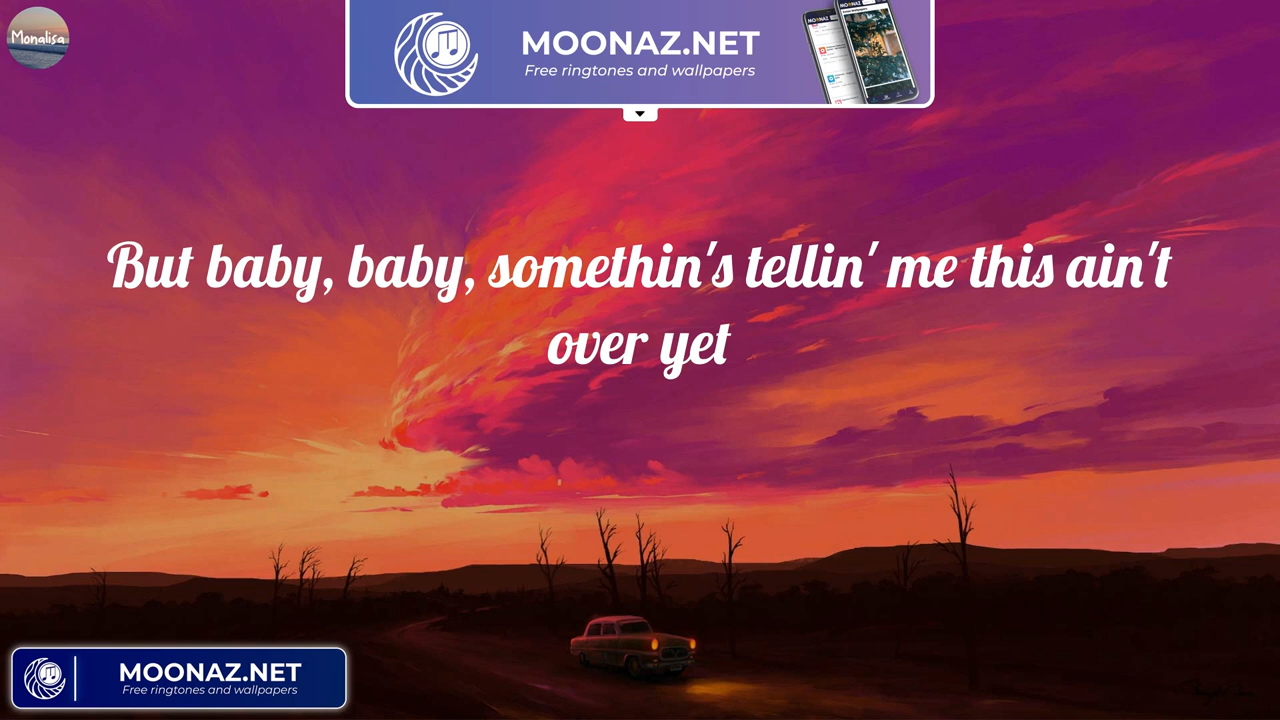 Monalisa
MOONAZ.NET
Free ringtones and wallpapers
But baby, baby, somethin's tellin' me this ain't
over yet
MOONAZ.NET
Free ringtones and wallpapers